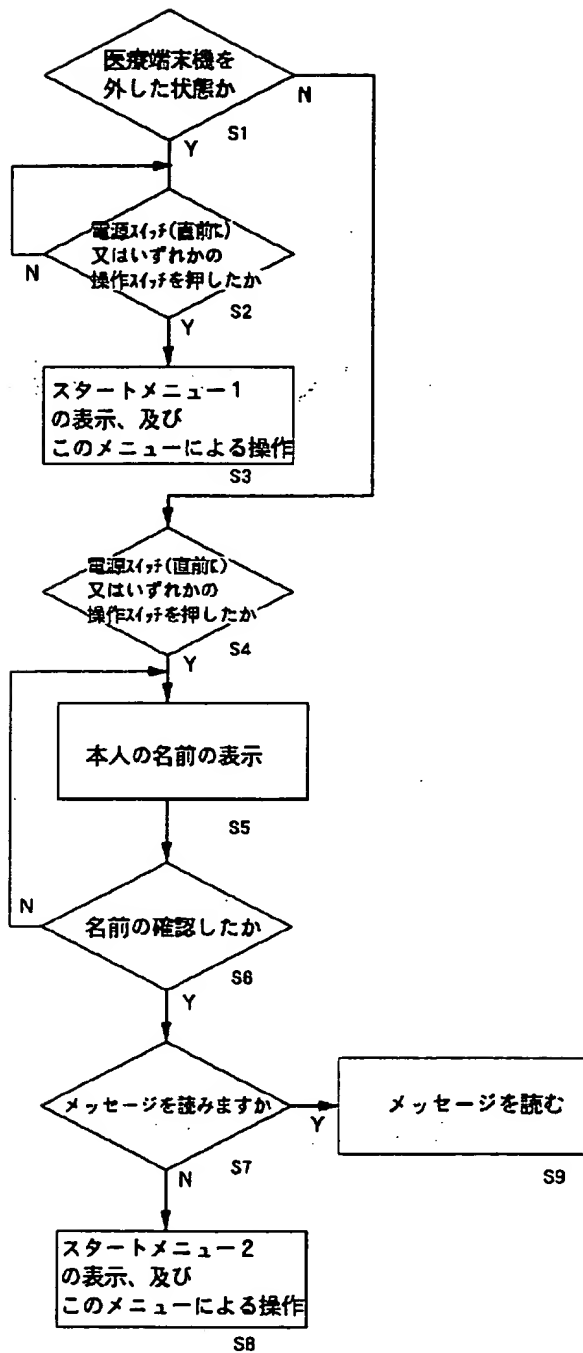 医療端末機を
外した状態か
N
S1
Y
電源スイッチ(直前に)
又はいずれかの
操作スイッチを押したか
N
S2
Y
スタートメニュー1
の表示、及び
このメニューによる操作
S3
電源スイッチ(直前に)
又はいずれかの
操作スイッチを押したか
S4
Y
本人の名前の表示
S5
N
名前の確認したか
S6
Y
メッセージを読みますか
Y
メッセージを読む
S7
S9
N
スタートメニュー2
の表示、及び
このメニューによる操作
S8